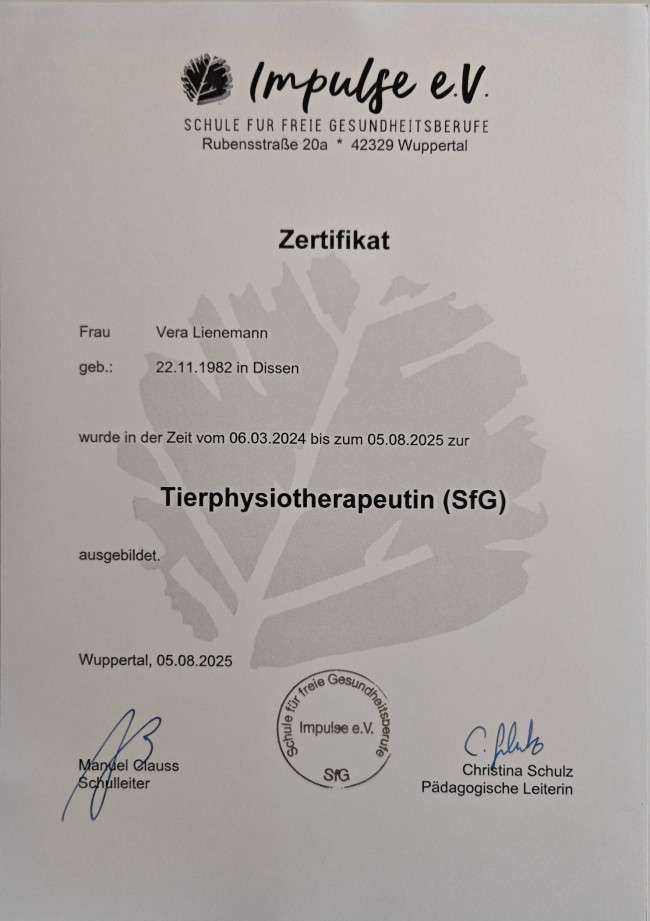 Impulse e.V.
SCHULE FÜR FREIE GESUNDHEITSBERUFE
Rubensstraße 20a * 42329 Wuppertal
Zertifikat
Frau Vera Lienemann
geb.: 22.11.1982 in Dissen
wurde in der Zeit vom 06.03.2024 bis zum 05.08.2025 zur
Tierphysiotherapeutin (SfG)
ausgebildet.
Wuppertal, 05.08.2025
Schule für freie Gesundheitsberufe
Impulse e.V.
SfG
Manuel Clauss
Schulleiter
C. Schulz
Christina Schulz
Pädagogische Leiterin